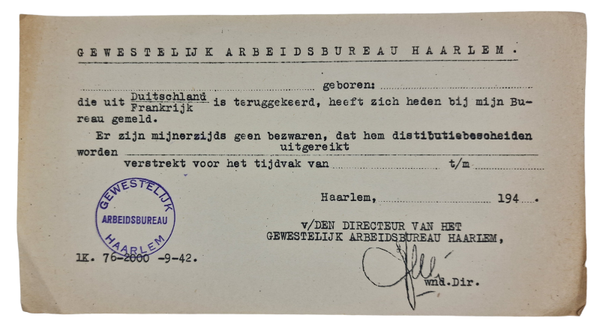 GEWESTELIJK ARBEIDSBUREAU HAARLEM.
geboren:
die uit Duitschland is teruggekeerd, heeft zich heden bij mijn Bu-
Frankrijk
reau gemeld.
Er zijn mijnerzijds geen bezwaren, dat hem distibutiebescheiden
worden uitgereikt
verstrekt voor het tijdvak van t/m
Haarlem, 194 .
v/DEN DIRECTEUR VAN HET
GEWESTELIJK ARBEIDSBUREAU HAARLEM,
wnd.Dir.
GEWESTELIJK
ARBEIDSBUREAU
HAARLEM
1K. 76-2000 -9-42.